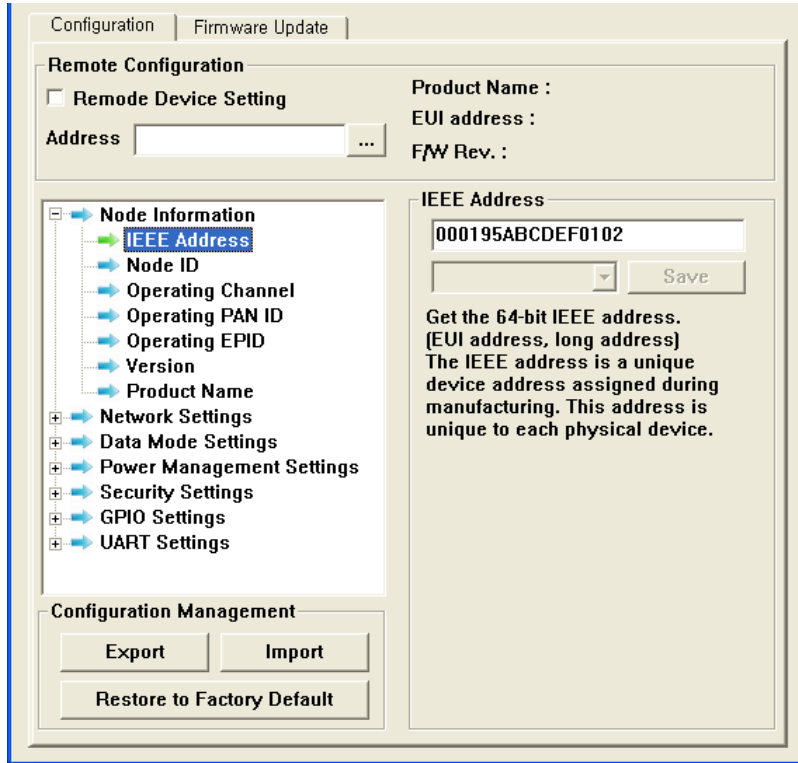 Configuration
Firmware Update
Remote Configuration
Remode Device Setting
Address
...
Product Name :
EUI address :
F/W Rev. :
Node Information
IEEE Address
Node ID
Operating Channel
Operating PAN ID
Operating EPID
Version
Product Name
Network Settings
Data Mode Settings
Power Management Settings
Security Settings
GPIO Settings
UART Settings
IEEE Address
000195ABCDEF0102
Save
Get the 64-bit IEEE address.
(EUI address, long address)
The IEEE address is a unique
device address assigned during
manufacturing. This address is
unique to each physical device.
Configuration Management
Export
Import
Restore to Factory Default